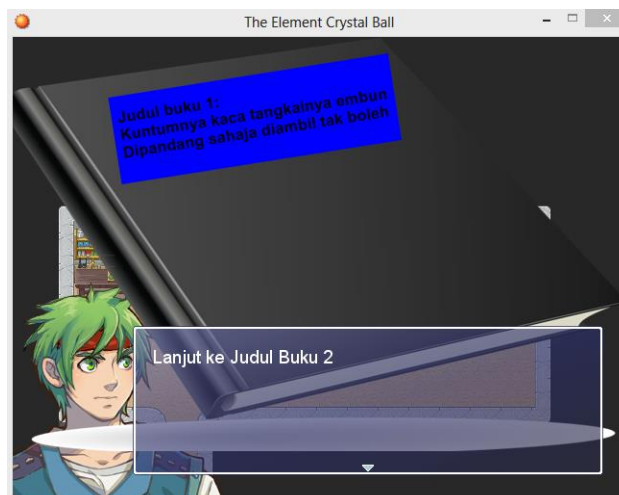 The Element Crystal Ball
Judul buku 1:
Kuntumnya kaca tangkainya embun
Dipandang sahaja diambil tak boleh
Lanjut ke Judul Buku 2